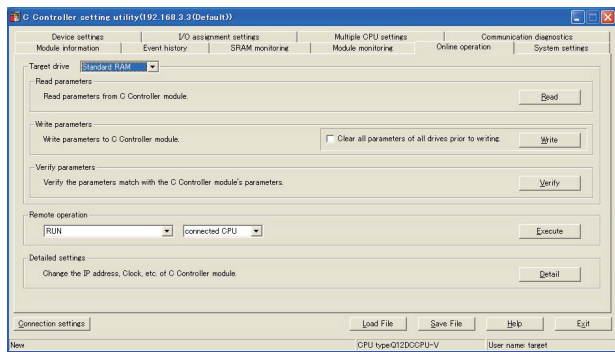 C Controller setting utility(192.168.3.3(Default))
Device settings I/O assignment settings Multiple CPU settings Communication diagnostics
Module information Event history SRAM monitoring Module monitoring Online operation System settings
Target drive Standard RAM
Read parameters
Read parameters from C Controller module. Read
Write parameters
Write parameters to C Controller module. Clear all parameters of all drives prior to writing. Write
Verify parameters
Verify the parameters match with the C Controller module's parameters. Verify
Remote operation
RUN connected CPU Execute
Detailed settings
Change the IP address, Clock, etc. of C Controller module. Detail
Connection settings Load File Save File Help Exit
New CPU type:Q12DCCPU-V User name: target